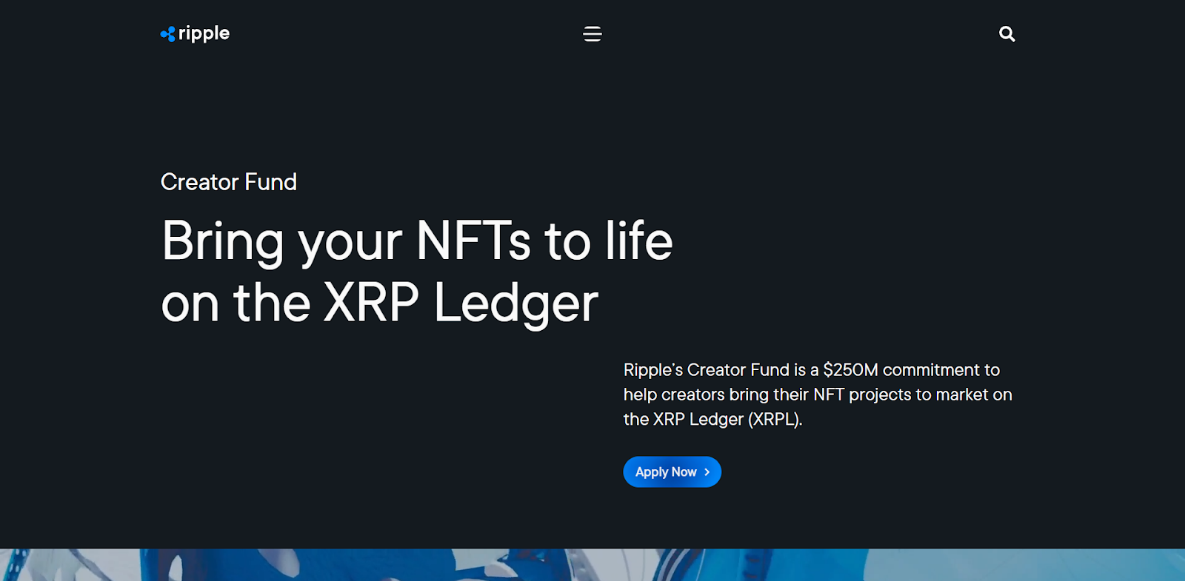 ripple
Creator Fund
Bring your NFTs to life
on the XRP Ledger
Ripple's Creator Fund is a $250M commitment to
help creators bring their NFT projects to market on
the XRP Ledger (XRPL).
Apply Now